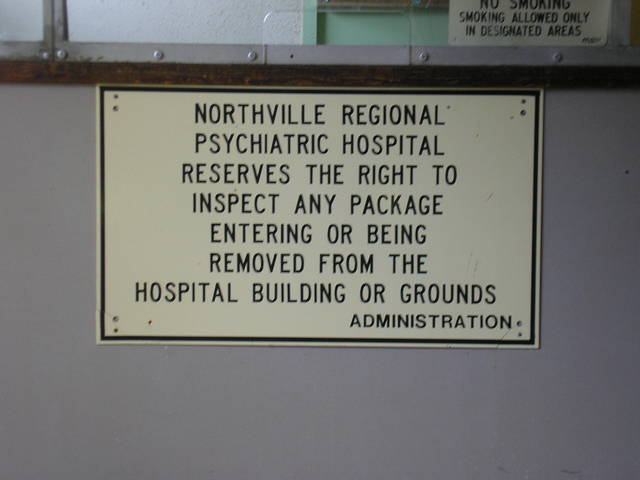 NO SMOKING
SMOKING ALLOWED ONLY
IN DESIGNATED AREAS
NORTHVILLE REGIONAL
PSYCHIATRIC HOSPITAL
RESERVES THE RIGHT TO
INSPECT ANY PACKAGE
ENTERING OR BEING
REMOVED FROM THE
HOSPITAL BUILDING OR GROUNDS
ADMINISTRATION